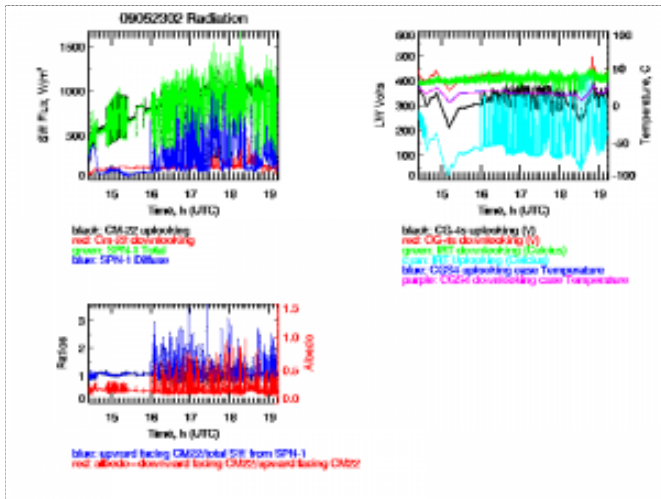 09052302 Radiation
SW Flux, W/m²
1500
1000
500
0
15 16 17 18 19
Time, h (UTC)
black: CM-22 uplooking
red: Cm-22 downlooking
green: SPN-1 Total
blue: SPN-1 Diffuse
LW Volts
600
500
400
300
200
100
0
Temperature, C
100
50
0
-50
-100
15 16 17 18 19
Time, h (UTC)
black: CG-4s uplooking (V)
red: CG-4s downlooking (V)
green: IRT downlooking (Celcius)
cyan: IRT Uplooking (Celcius)
blue: CGS4 uplooking case Temperature
purple: CGS4 downlooking case Temperature
Ratios
3
2
1
0
Albedo
1.5
1.0
0.5
0.0
15 16 17 18 19
Time, h (UTC)
blue: upward facing CM22/total SW from SPN-1
red: albedo=downward facing CM22/upward facing CM22